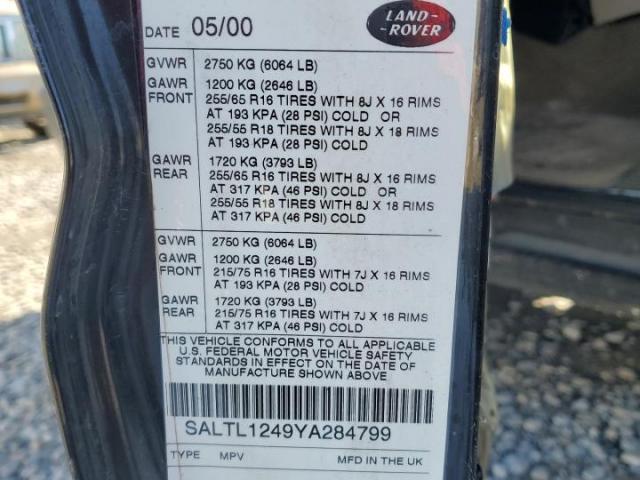 DATE 05/00
LAND-
-ROVER
GVWR 2750 KG (6064 LB)
GAWR 1200 KG (2646 LB)
FRONT 255/65 R16 TIRES WITH 8J X 16 RIMS
AT 193 KPA (28 PSI) COLD OR
255/55 R18 TIRES WITH 8J X 18 RIMS
AT 193 KPA (28 PSI) COLD
GAWR 1720 KG (3793 LB)
REAR 255/65 R16 TIRES WITH 8J X 16 RIMS
AT 317 KPA (46 PSI) COLD OR
255/55 R18 TIRES WITH 8J X 18 RIMS
AT 317 KPA (46 PSI) COLD
GVWR 2750 KG (6064 LB)
GAWR 1200 KG (2646 LB)
FRONT 215/75 R16 TIRES WITH 7J X 16 RIMS
AT 193 KPA (28 PSI) COLD
GAWR 1720 KG (3793 LB)
REAR 215/75 R16 TIRES WITH 7J X 16 RIMS
AT 317 KPA (46 PSI) COLD
THIS VEHICLE CONFORMS TO ALL APPLICABLE
U.S. FEDERAL MOTOR VEHICLE SAFETY
STANDARDS IN EFFECT ON THE DATE OF
MANUFACTURE SHOWN ABOVE
SALTL1249YA284799
TYPE MPV MFD IN THE UK